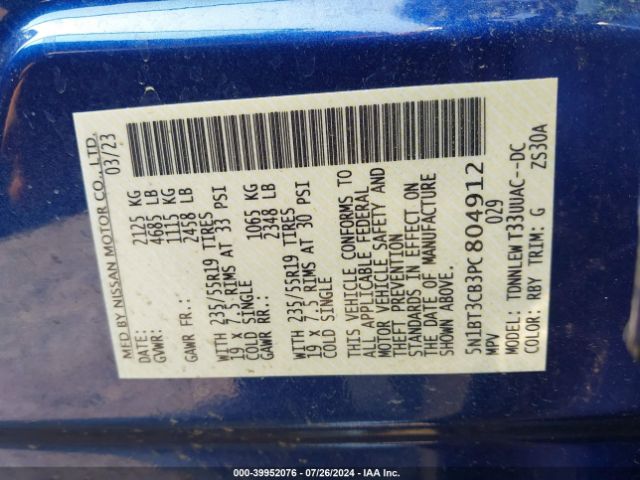 MFD BY NISSAN MOTOR CO., LTD.
DATE: 03/23
GVWR: 2125 KG
4685 LB
GAWR FR.: 1115 KG
2458 LB
WITH 235/55R19 TIRES
19 X 7.5 RIMS AT 33 PSI
COLD SINGLE
GAWR RR.: 1065 KG
2348 LB
WITH 235/55R19 TIRES
19 X 7.5 RIMS AT 30 PSI
COLD SINGLE
THIS VEHICLE CONFORMS TO
ALL APPLICABLE FEDERAL
MOTOR VEHICLE SAFETY AND
THEFT PREVENTION
STANDARDS IN EFFECT ON
THE DATE OF MANUFACTURE
SHOWN ABOVE.
5N1BT3CB3PC804912
MPV 029
MODEL: TDNNLEW T33UUAC--DC
COLOR: RBY TRIM: G ZS30A
000-39952076 / 07/26/2024 - IAA Inc.